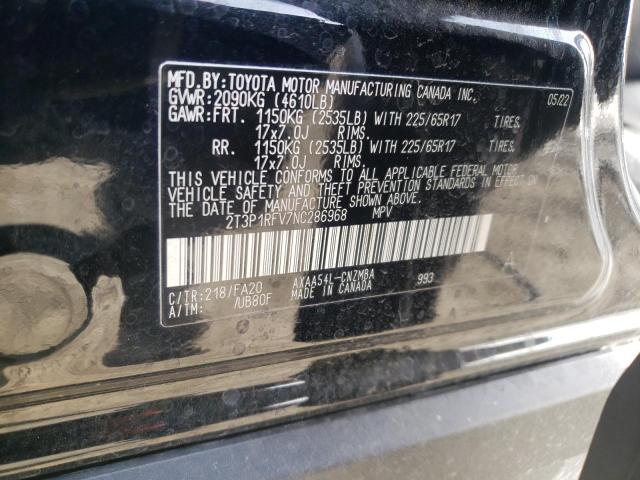 MFD. BY: TOYOTA MOTOR MANUFACTURING CANADA INC.
GVWR: 2090KG (4610LB) 05/22
GAWR: FRT. 1150KG (2535LB) WITH 225/65R17 TIRES.
17x7.0J RIMS.
RR. 1150KG (2535LB) WITH 225/65R17 TIRES.
17x7.0J RIMS.
THIS VEHICLE CONFORMS TO ALL APPLICABLE FEDERAL MOTOR
VEHICLE SAFETY AND THEFT PREVENTION STANDARDS IN EFFECT ON
THE DATE OF MANUFACTURE SHOWN ABOVE.
2T3P1RFV7NC286968 MPV
C/TR: 218/FA20 AXAA54L-CNZMBA 993
A/TM: /UB80F MADE IN CANADA